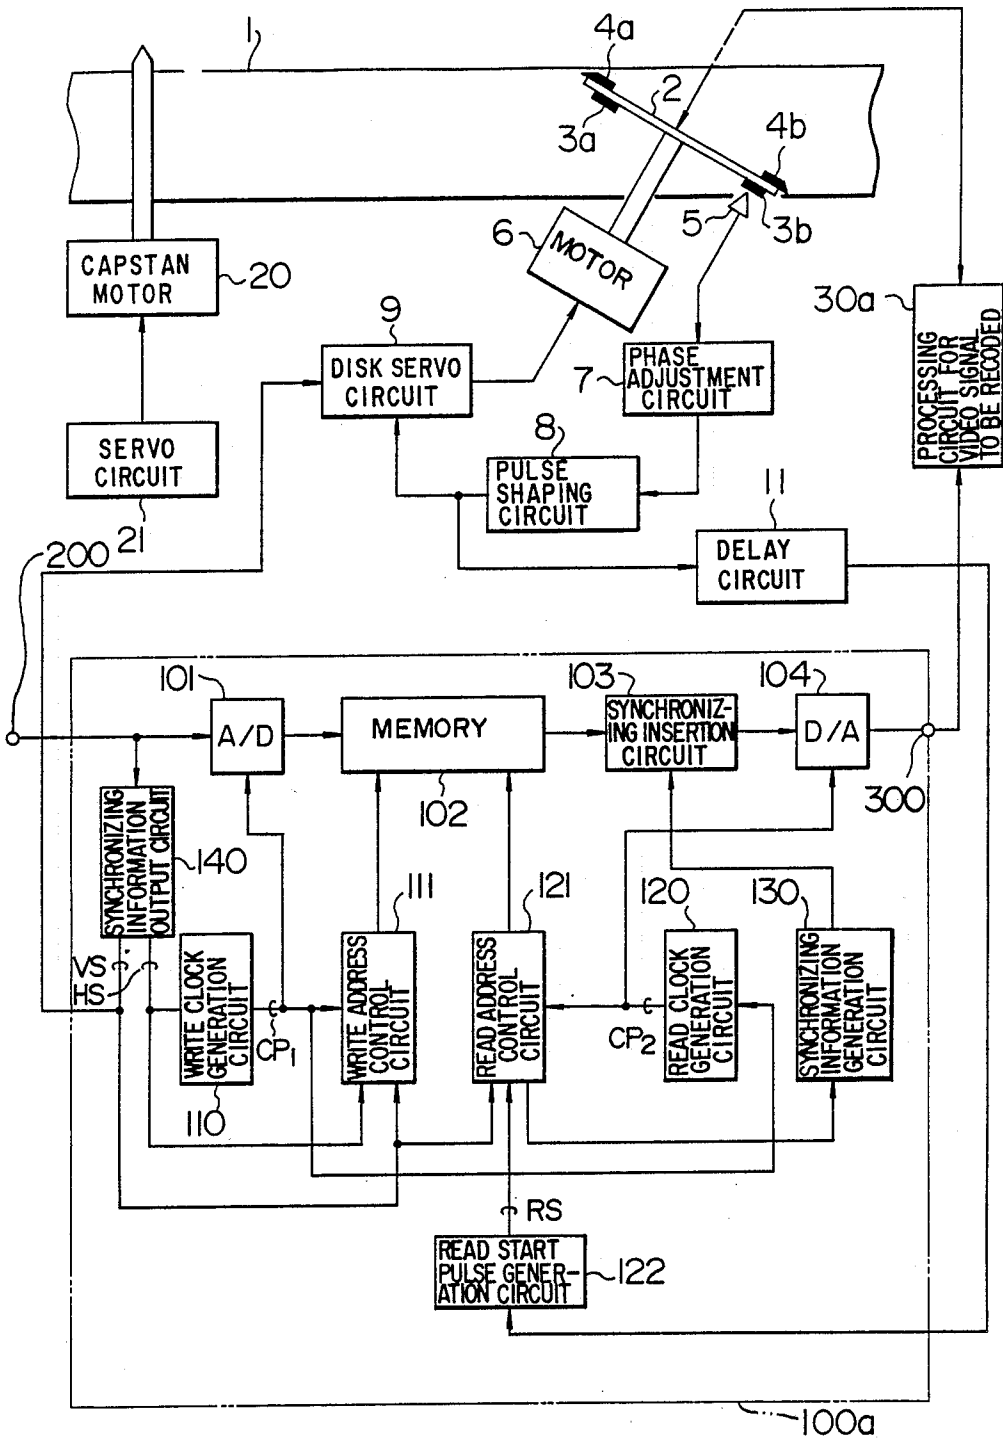 1
4a
2
3a
4b
5
3b
6
MOTOR
CAPSTAN
MOTOR
20
30a
PROCESSING
CIRCUIT FOR
VIDEO SIGNAL
TO BE RECODED
9
DISK SERVO
CIRCUIT
7
PHASE
ADJUSTMENT
CIRCUIT
SERVO
CIRCUIT
21
8
PULSE
SHAPING
CIRCUIT
11
DELAY
CIRCUIT
200
101
A/D
MEMORY
102
103
SYNCHRONIZ-
ING INSERTION
CIRCUIT
104
D/A
300
SYNCHRONIZING
INFORMATION
OUTPUT CIRCUIT
140
VS
HS
WRITE CLOCK
GENERATION
CIRCUIT
110
CP1
111
WRITE ADDRESS
CONTROL
CIRCUIT
121
READ ADDRESS
CONTROL
CIRCUIT
120
CP2
READ CLOCK
GENERATION
CIRCUIT
130
SYNCHRONIZING
INFORMATION
GENERATION
CIRCUIT
RS
READ START
PULSE GENER-
ATION CIRCUIT
122
100a